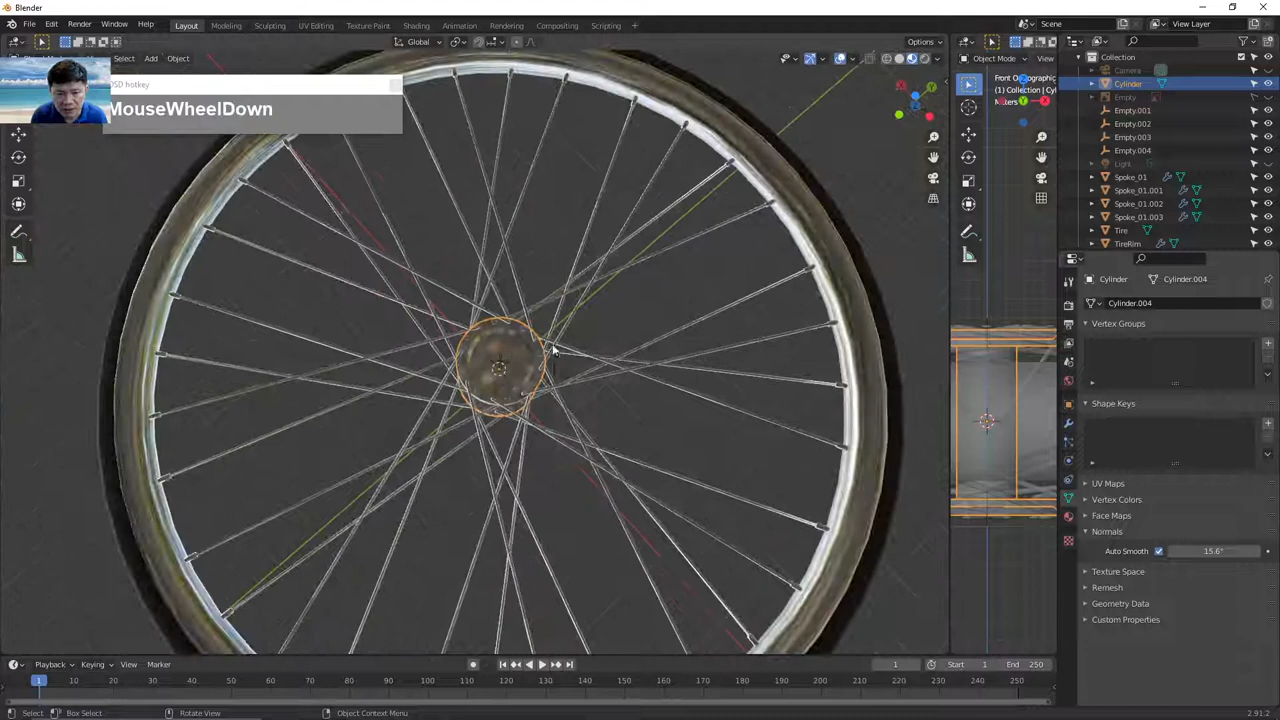 Blender
File Edit Render Window Help
Layout Modeling Sculpting UV Editing Texture Paint Shading Animation Rendering Compositing Scripting +
Scene
View Layer
Global
Options
Select Add Object
OSD hotkey
MouseWheelDown
Object Mode
Front Orthographic
(1) Collection | Cyl
Meters
Collection
Camera
Cylinder
Empty
Empty.001
Empty.002
Empty.003
Empty.004
Light
Spoke_01
Spoke_01.001
Spoke_01.002
Spoke_01.003
Tire
TireRim
Cylinder
Cylinder.004
Cylinder.004
Vertex Groups
Shape Keys
UV Maps
Vertex Colors
Face Maps
Normals
Auto Smooth 15.6°
Texture Space
Remesh
Geometry Data
Custom Properties
Playback Keying View Marker
1 Start 1 End 250
1 10 20 30 40 50 60 70 80 90 100 110 120 130 140 150 160 170 180 190 200 210 220 230 240 250
Select Box Select Rotate View Object Context Menu 2.91.2